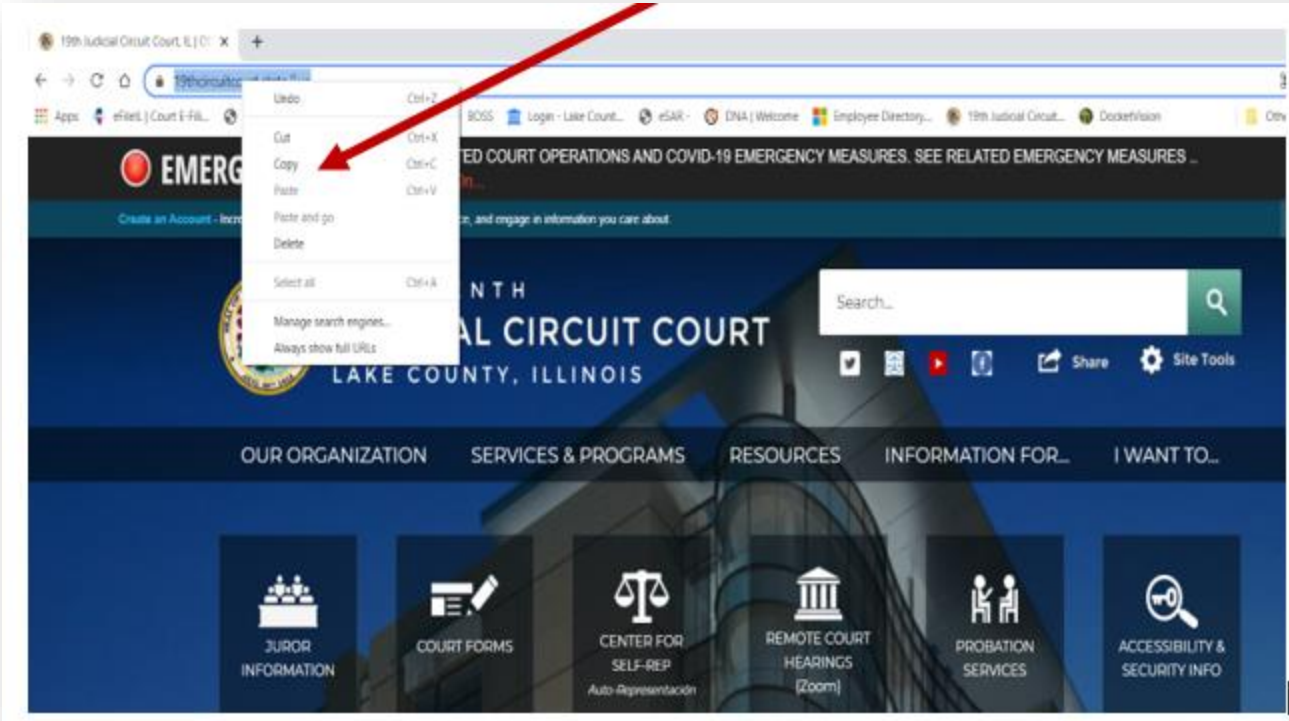 19th Judicial Circuit Court, IL |
19thcircuitco
Apps eFileIL | Court E-Fili... BOSS Login - Lake Count... eSAR - DNA | Welcome Employee Directory... 19th Judicial Circuit... DocketVision Othe
Undo Ctrl+Z
Cut Ctrl+X
Copy Ctrl+C
Paste Ctrl+V
Paste and go
Delete
Select all Ctrl+A
Manage search engines...
Always show full URLs
EMERG TED COURT OPERATIONS AND COVID-19 EMERGENCY MEASURES. SEE RELATED EMERGENCY MEASURES ...
On...
Create an Account - Incre ce, and engage in information you care about.
NTH
AL CIRCUIT COURT
LAKE COUNTY, ILLINOIS
Search...
Share Site Tools
OUR ORGANIZATION SERVICES & PROGRAMS RESOURCES INFORMATION FOR... I WANT TO...
JUROR
INFORMATION
COURT FORMS
CENTER FOR
SELF-REP
Auto-Representación
REMOTE COURT
HEARINGS
(Zoom)
PROBATION
SERVICES
ACCESSIBILITY &
SECURITY INFO